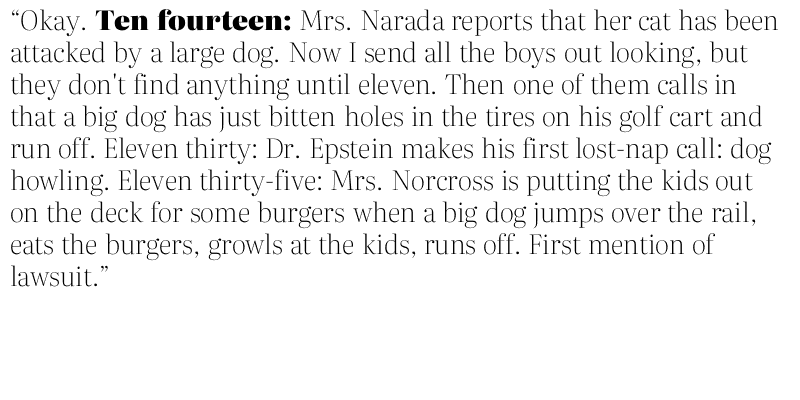 “Okay. Ten fourteen: Mrs. Narada reports that her cat has been
attacked by a large dog. Now I send all the boys out looking, but
they don't find anything until eleven. Then one of them calls in
that a big dog has just bitten holes in the tires on his golf cart and
run off. Eleven thirty: Dr. Epstein makes his first lost-nap call: dog
howling. Eleven thirty-five: Mrs. Norcross is putting the kids out
on the deck for some burgers when a big dog jumps over the rail,
eats the burgers, growls at the kids, runs off. First mention of
lawsuit.”